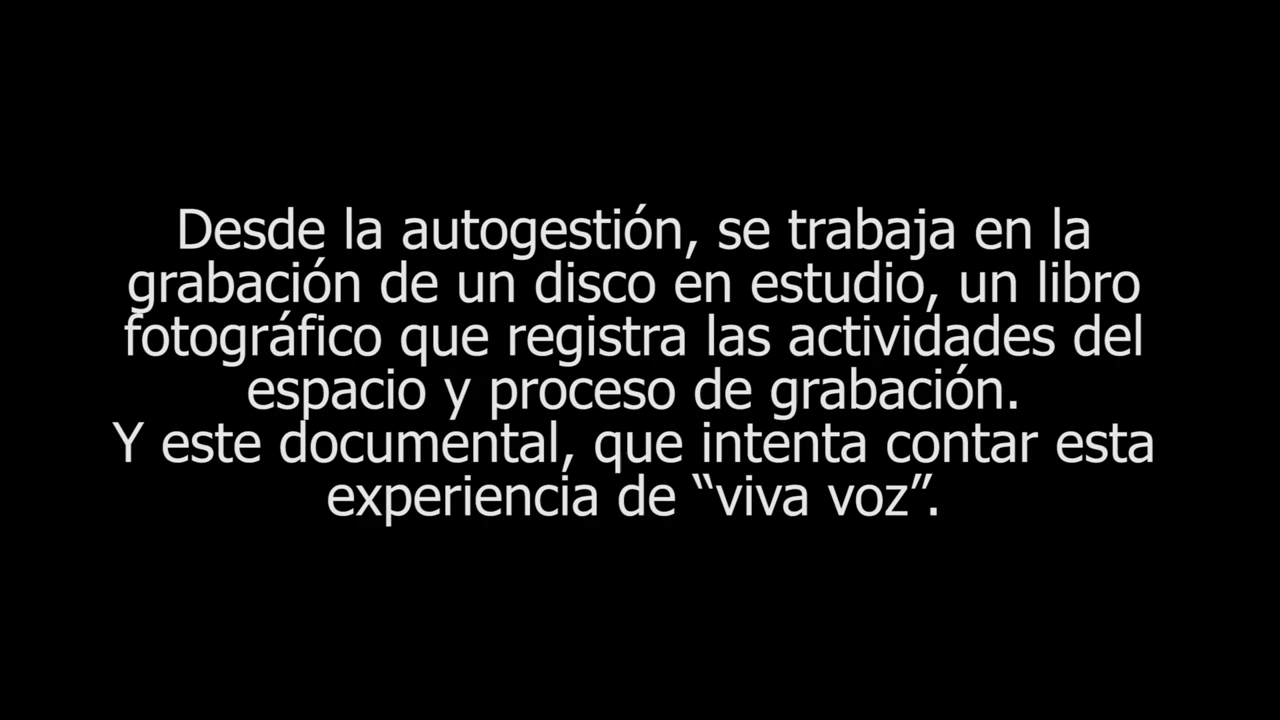 Desde la autogestión, se trabaja en la
grabación de un disco en estudio, un libro
fotográfico que registra las actividades del
espacio y proceso de grabación.
Y este documental, que intenta contar esta
experiencia de “viva voz”.